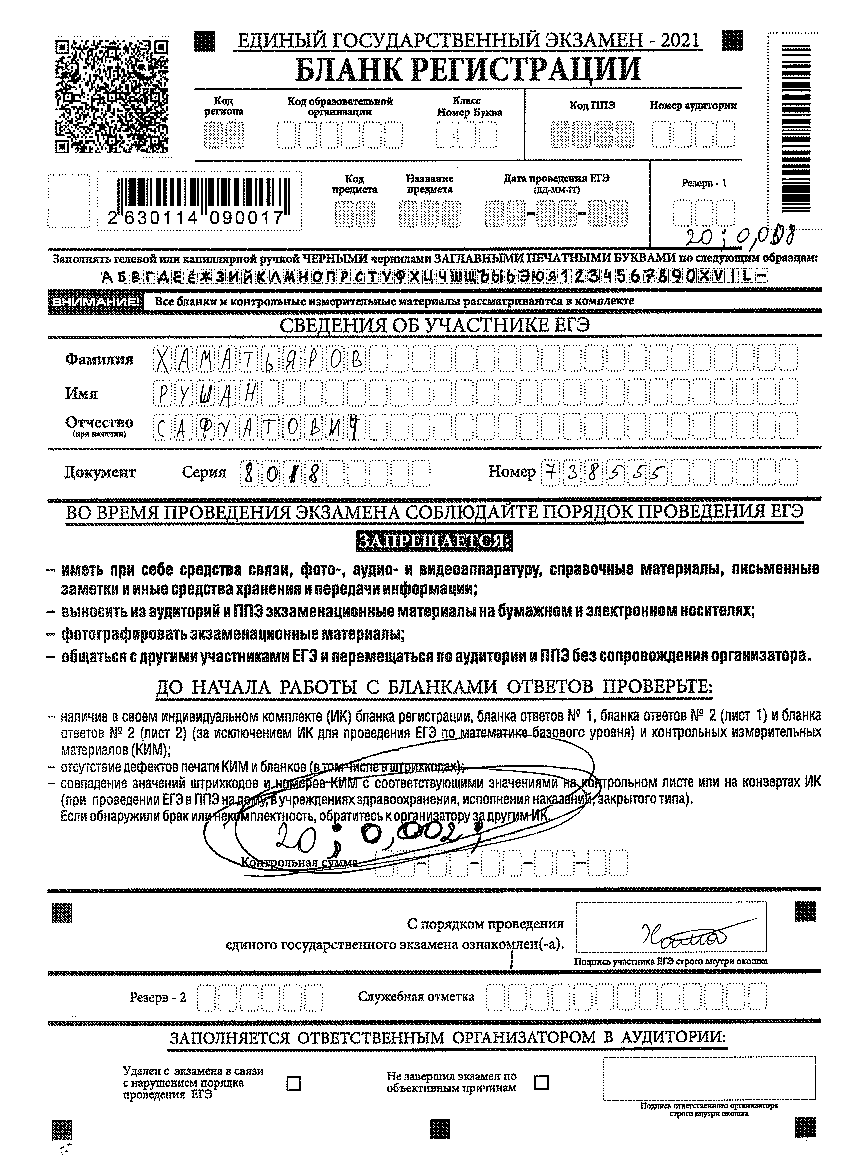 ЕДИНЫЙ ГОСУДАРСТВЕННЫЙ ЭКЗАМЕН - 2021
БЛАНК РЕГИСТРАЦИИ
Код региона
Код образовательной организации
Класс Номер Буква
Код ППЭ
Номер аудитории
2 630114 090017
Код предмета
Название предмета
Дата проведения ЕГЭ (ДД-ММ-ГГ)
Резерв - 1
Заполнять гелевой или капиллярной ручкой ЧЕРНЫМИ чернилами ЗАГЛАВНЫМИ ПЕЧАТНЫМИ БУКВАМИ по следующим образцам:
А Б В Г Д Е Ё Ж З И Й К Л М Н О П Р С Т У Ф Х Ц Ч Ш Щ Ъ Ы Ь Э Ю Я 1 2 3 4 5 6 7 8 9 0 X V I L –
ВНИМАНИЕ! Все бланки и контрольные измерительные материалы рассматриваются в комплекте
СВЕДЕНИЯ ОБ УЧАСТНИКЕ ЕГЭ
Фамилия ХАМАТЬЯРОВ
Имя РУШАН
Отчество САФУАТОВИЧ
(при наличии)
Документ Серия 8018 Номер 738555
ВО ВРЕМЯ ПРОВЕДЕНИЯ ЭКЗАМЕНА СОБЛЮДАЙТЕ ПОРЯДОК ПРОВЕДЕНИЯ ЕГЭ
ЗАПРЕЩАЕТСЯ:
– иметь при себе средства связи, фото-, аудио- и видеоаппаратуру, справочные материалы, письменные
заметки и иные средства хранения и передачи информации;
– выносить из аудиторий и ППЭ экзаменационные материалы на бумажном и электронном носителях;
– фотографировать экзаменационные материалы;
– общаться с другими участниками ЕГЭ и перемещаться по аудитории и ППЭ без сопровождения организатора.
ДО НАЧАЛА РАБОТЫ С БЛАНКАМИ ОТВЕТОВ ПРОВЕРЬТЕ:
– наличие в своем индивидуальном комплекте (ИК) бланка регистрации, бланка ответов № 1, бланка ответов № 2 (лист 1) и бланка
ответов № 2 (лист 2) (за исключением ИК для проведения ЕГЭ по математике базового уровня) и контрольных измерительных
материалов (КИМ);
– отсутствие дефектов печати КИМ и бланков (в том числе в штрихкодах);
– совпадение значений штрихкодов и номеров КИМ с соответствующими значениями на контрольном листе или на конвертах ИК
(при проведении ЕГЭ в ППЭ на дому, в учреждениях здравоохранения, исполнения наказаний, закрытого типа).
Если обнаружили брак или некомплектность, обратитесь к организатору за другим ИК.
20 ; 0,002;
Контрольная сумма
С порядком проведения
единого государственного экзамена ознакомлен(-а).
Подпись участника ЕГЭ строго внутри окошка
Резерв - 2
Служебная отметка
ЗАПОЛНЯЕТСЯ ОТВЕТСТВЕННЫМ ОРГАНИЗАТОРОМ В АУДИТОРИИ:
Удален с экзамена в связи
с нарушением порядка
проведения ЕГЭ
Не завершил экзамен по
объективным причинам
Подпись ответственного организатора
строго внутри окошка